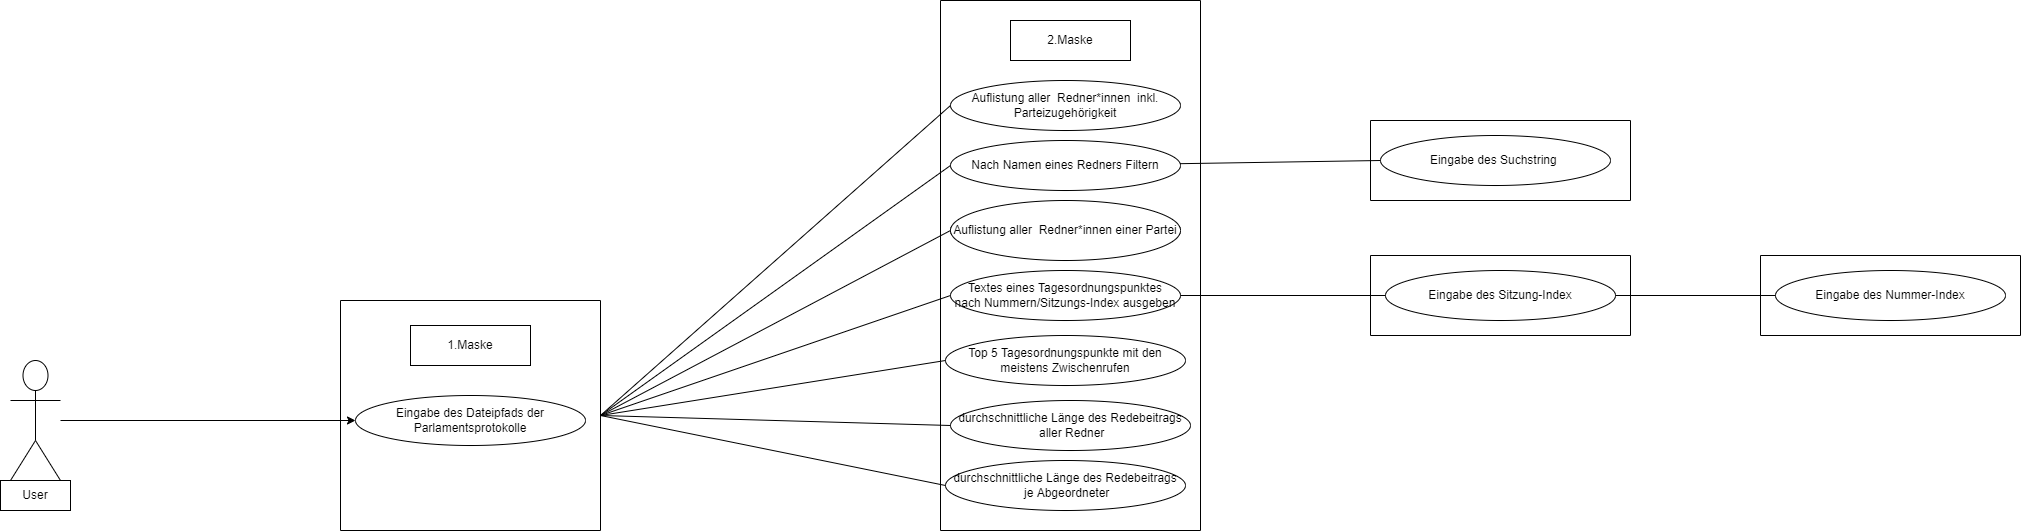 User
1.Maske
Eingabe des Dateipfads der
Parlamentsprotokolle
2.Maske
Auflistung aller Redner*innen inkl.
Parteizugehörigkeit
Nach Namen eines Redners Filtern
Auflistung aller Redner*innen einer Partei
Textes eines Tagesordnungspunktes
nach Nummern/Sitzungs-Index ausgeben
Top 5 Tagesordnungspunkte mit den
meistens Zwischenrufen
durchschnittliche Länge des Redebeitrags
aller Redner
durchschnittliche Länge des Redebeitrags
je Abgeordneter
Eingabe des Suchstring
Eingabe des Sitzung-Index
Eingabe des Nummer-Index